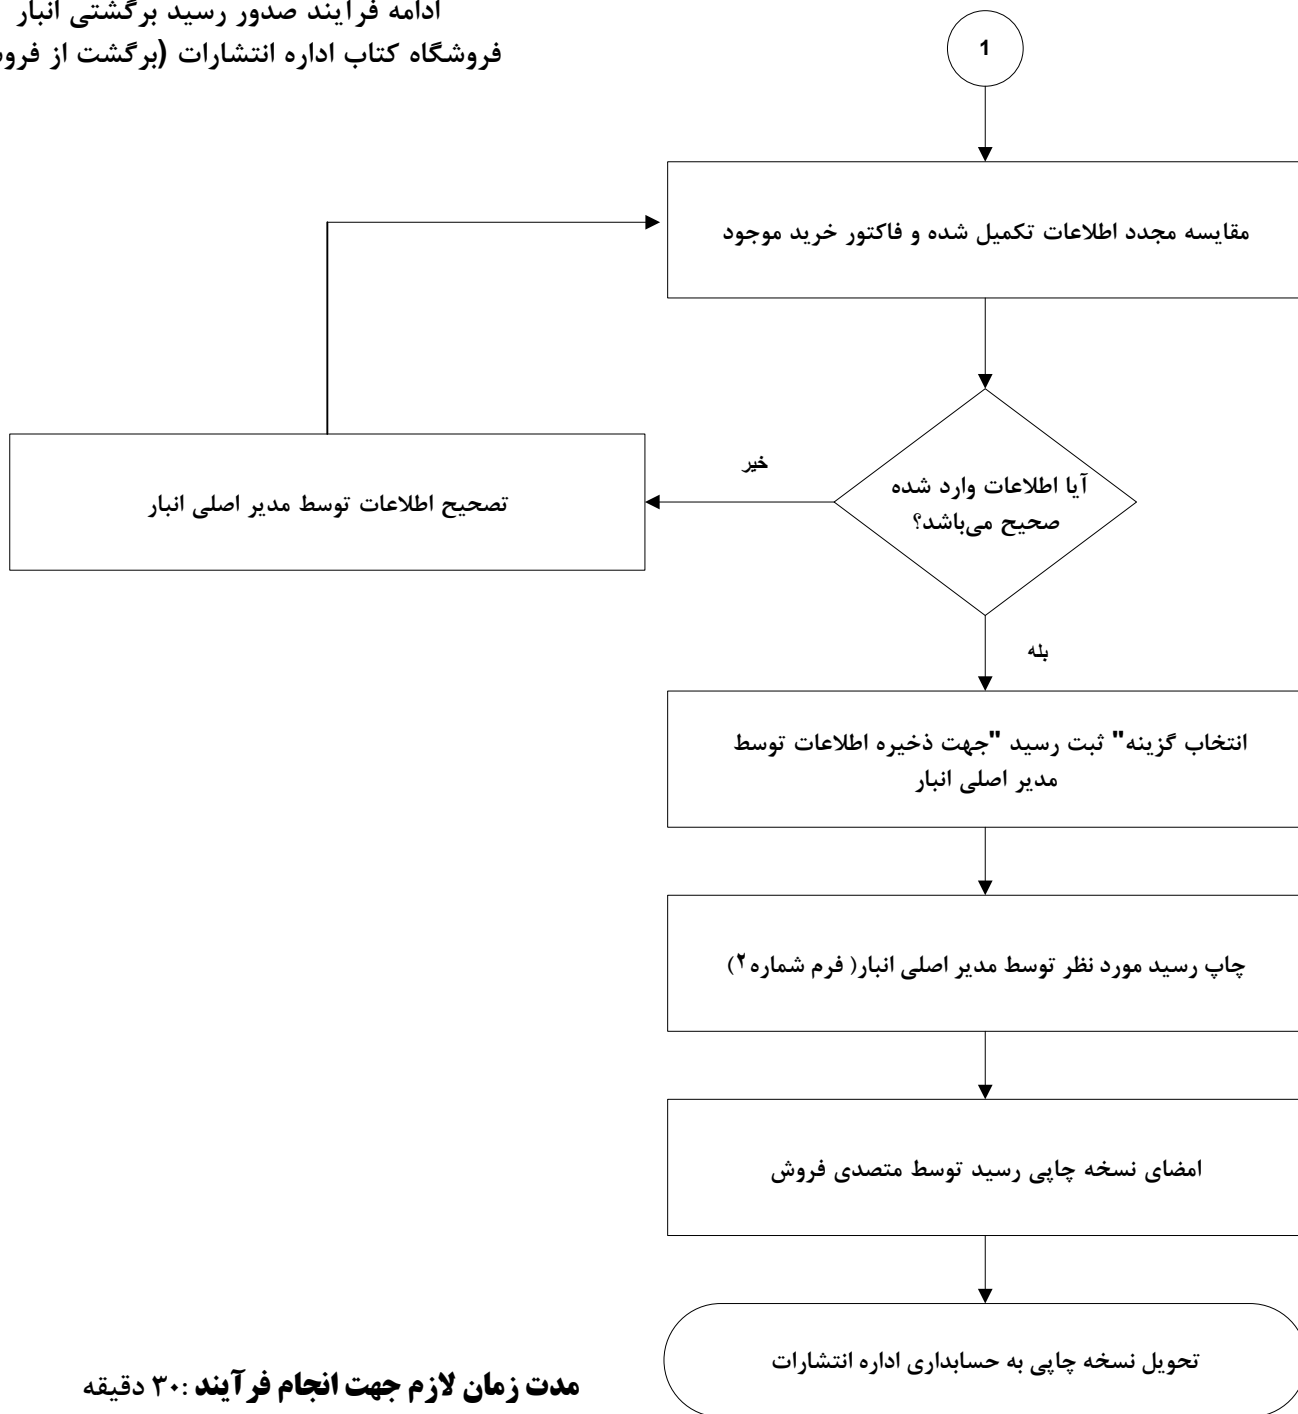 ادامه فرآیند صدور رسید برگشتی انبار
فروشگاه کتاب اداره انتشارات (برگشت از
1
مقایسه مجدد اطلاعات تکمیل شده و فاکتور خرید موجود
آیا اطلاعات وارد شده
صحیح می‌باشد؟
خیر
تصحیح اطلاعات توسط مدیر اصلی انبار
بله
انتخاب گزینه" ثبت رسید "جهت ذخیره اطلاعات توسط
مدیر اصلی انبار
چاپ رسید مورد نظر توسط مدیر اصلی انبار( فرم شماره ۲)
امضای نسخه چاپی رسید توسط متصدی فروش
تحویل نسخه چاپی به حسابداری اداره انتشارات
مدت زمان لازم جهت انجام فرآیند :۳۰ دقیقه